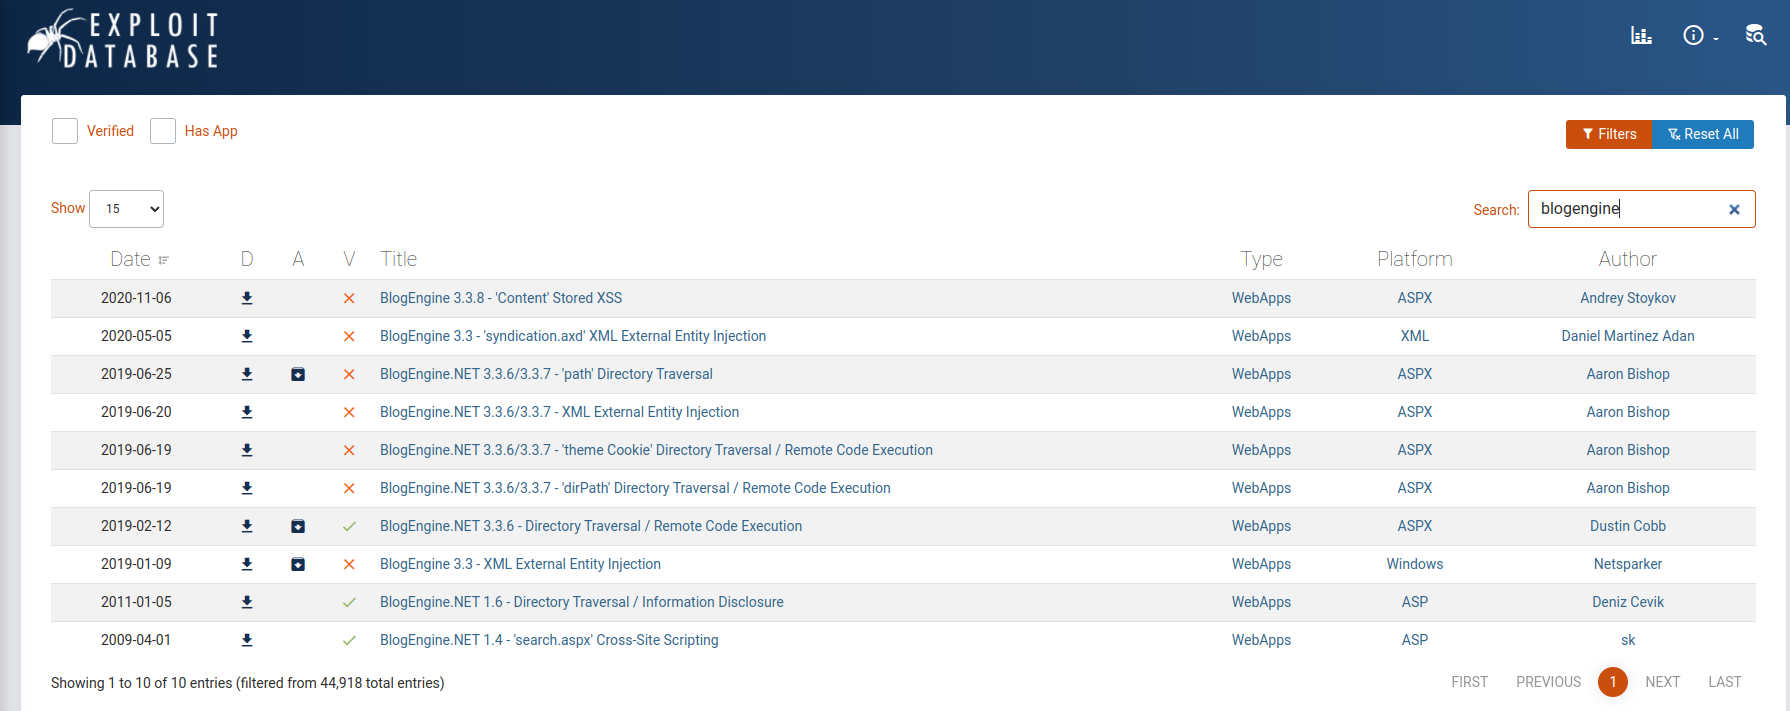 EXPLOIT
DATABASE
Verified Has App
Filters Reset All
Show 15
Search: blogengine
Date D A V Title Type Platform Author
2020-11-06 BlogEngine 3.3.8 - 'Content' Stored XSS WebApps ASPX Andrey Stoykov
2020-05-05 BlogEngine 3.3 - 'syndication.axd' XML External Entity Injection WebApps XML Daniel Martinez Adan
2019-06-25 BlogEngine.NET 3.3.6/3.3.7 - 'path' Directory Traversal WebApps ASPX Aaron Bishop
2019-06-20 BlogEngine.NET 3.3.6/3.3.7 - XML External Entity Injection WebApps ASPX Aaron Bishop
2019-06-19 BlogEngine.NET 3.3.6/3.3.7 - 'theme Cookie' Directory Traversal / Remote Code Execution WebApps ASPX Aaron Bishop
2019-06-19 BlogEngine.NET 3.3.6/3.3.7 - 'dirPath' Directory Traversal / Remote Code Execution WebApps ASPX Aaron Bishop
2019-02-12 BlogEngine.NET 3.3.6 - Directory Traversal / Remote Code Execution WebApps ASPX Dustin Cobb
2019-01-09 BlogEngine 3.3 - XML External Entity Injection WebApps Windows Netsparker
2011-01-05 BlogEngine.NET 1.6 - Directory Traversal / Information Disclosure WebApps ASP Deniz Cevik
2009-04-01 BlogEngine.NET 1.4 - 'search.aspx' Cross-Site Scripting WebApps ASP sk
Showing 1 to 10 of 10 entries (filtered from 44,918 total entries)
FIRST PREVIOUS 1 NEXT LAST